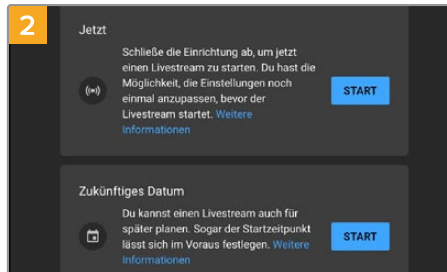 2
Jetzt
Schließe die Einrichtung ab, um jetzt
einen Livestream zu starten. Du hast die
Möglichkeit, die Einstellungen noch
einmal anzupassen, bevor der
Livestream startet. Weitere
Informationen
START
Zukünftiges Datum
Du kannst einen Livestream auch für
später planen. Sogar der Startzeitpunkt
lässt sich im Voraus festlegen. Weitere
Informationen
START